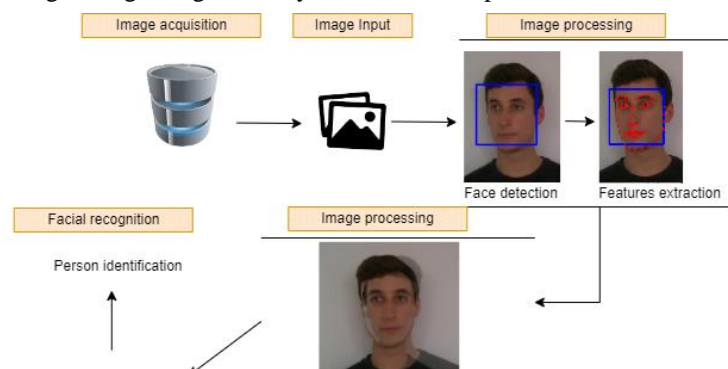 Image acquisition
Image Input
Image processing
Face detection
Features extraction
Facial recognition
Image processing
Person identification